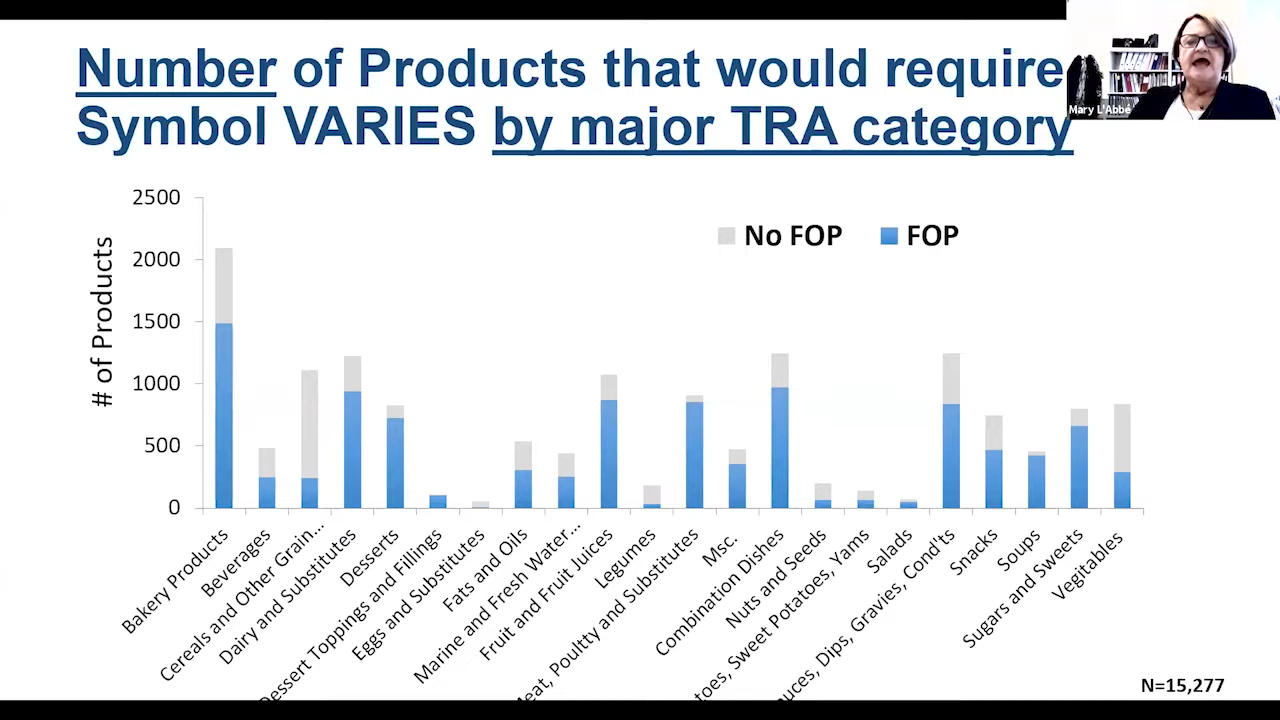 Number of Products that would require
Symbol VARIES by major TRA category
Mary L'Abbé
# of Products
2500
2000
1500
1000
500
0
No FOP
FOP
Bakery Products
Beverages
Cereals and Other Grain...
Dairy and Substitutes
Desserts
Dessert Toppings and Fillings
Eggs and Substitutes
Fats and Oils
Marine and Fresh Water...
Fruit and Fruit Juices
Legumes
eat, Poultty and Substitutes
Msc.
Combination Dishes
Nuts and Seeds
toes, Sweet Potatoes, Yams
Salads
uces, Dips, Gravies, Cond'ts
Snacks
Soups
Sugars and Sweets
Vegitables
N=15,277